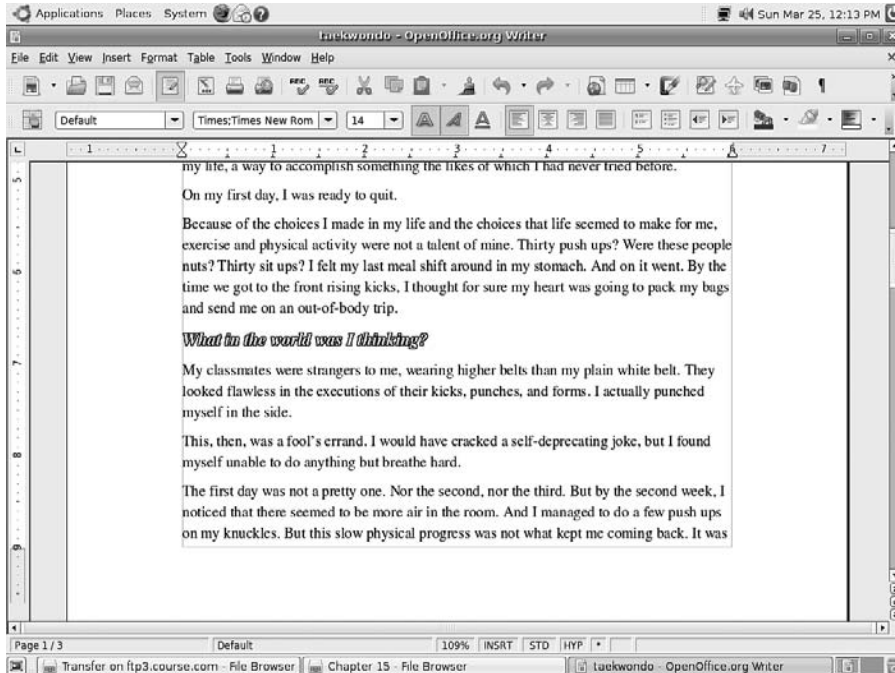 Applications Places System Sun Mar 25, 12:13 PM
taekwondo - OpenOffice.org Writer
File Edit View Insert Format Table Tools Window Help
Default Times;Times New Rom 14
1 1 2 3 4 5 6 7
my life, a way to accomplish something the likes of which I had never tried before.
On my first day, I was ready to quit.
Because of the choices I made in my life and the choices that life seemed to make for me,
exercise and physical activity were not a talent of mine. Thirty push ups? Were these people
nuts? Thirty sit ups? I felt my last meal shift around in my stomach. And on it went. By the
time we got to the front rising kicks, I thought for sure my heart was going to pack my bags
and send me on an out-of-body trip.
What in the world was I thinking?
My classmates were strangers to me, wearing higher belts than my plain white belt. They
looked flawless in the executions of their kicks, punches, and forms. I actually punched
myself in the side.
This, then, was a fool's errand. I would have cracked a self-deprecating joke, but I found
myself unable to do anything but breathe hard.
The first day was not a pretty one. Nor the second, nor the third. But by the second week, I
noticed that there seemed to be more air in the room. And I managed to do a few push ups
on my knuckles. But this slow physical progress was not what kept me coming back. It was
Page 1 / 3 Default 109% INSRT STD HYP *
Transfer on ftp3.course.com - File Browser Chapter 15 - File Browser taekwondo - OpenOffice.org Writer